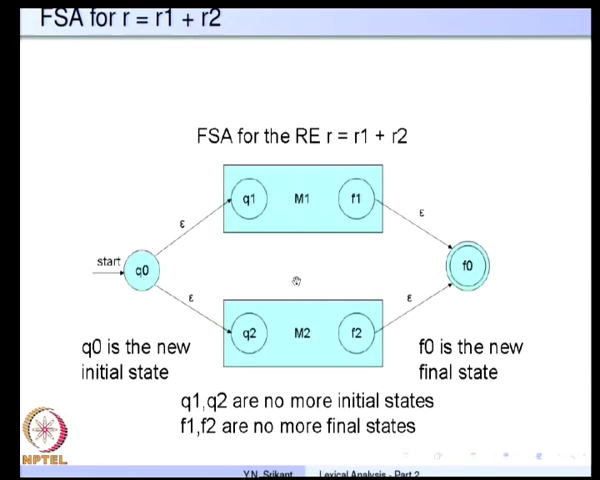 FSA for r = r1 + r2
FSA for the RE r = r1 + r2
q1 M1 f1
ε ε
start
q0 f0
ε ε
q2 M2 f2
q0 is the new
initial state
f0 is the new
final state
q1,q2 are no more initial states
f1,f2 are no more final states
NPTEL
Y.N. Srikant Lexical Analysis - Part 2